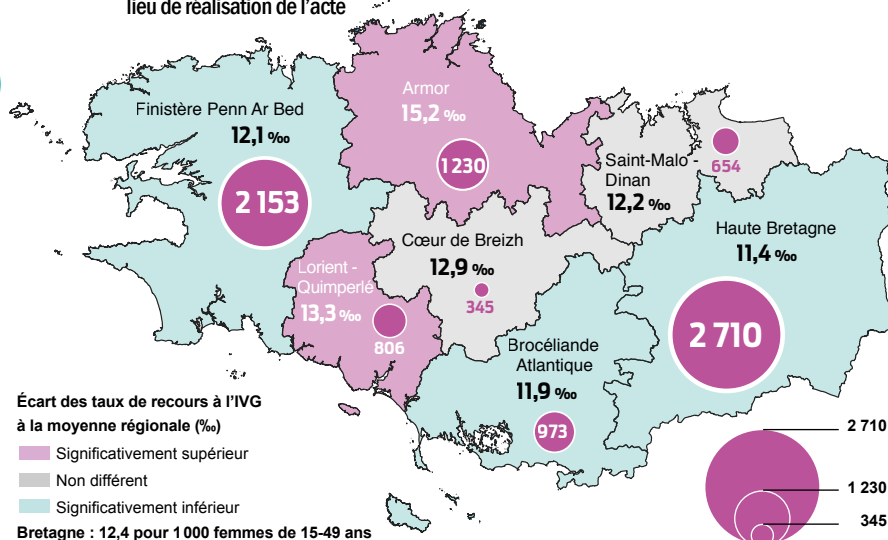 lieu de réalisation de l'acte
Finistère Penn Ar Bed
12,1 ‰
2 153
Armor
15,2 ‰
1 230
Saint-Malo -
Dinan
12,2 ‰
654
Haute Bretagne
11,4 ‰
2 710
Cœur de Breizh
12,9 ‰
345
Lorient -
Quimperlé
13,3 ‰
806
Brocéliande
Atlantique
11,9 ‰
973
Écart des taux de recours à l'IVG
à la moyenne régionale (‰)
Significativement supérieur
Non différent
Significativement inférieur
Bretagne : 12,4 pour 1 000 femmes de 15-49 ans
2 710
1 230
345